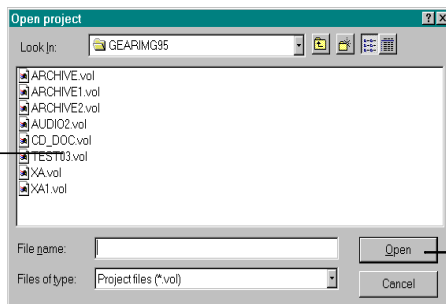 Open project
Look In: GEARIMG95
ARCHIVE.vol
ARCHIVE1.vol
ARCHIVE2.vol
AUDIO2.vol
CD_DOC.vol
TEST03.vol
XA.vol
XA1.vol
File name: Open
Files of type: Project files (*.vol) Cancel